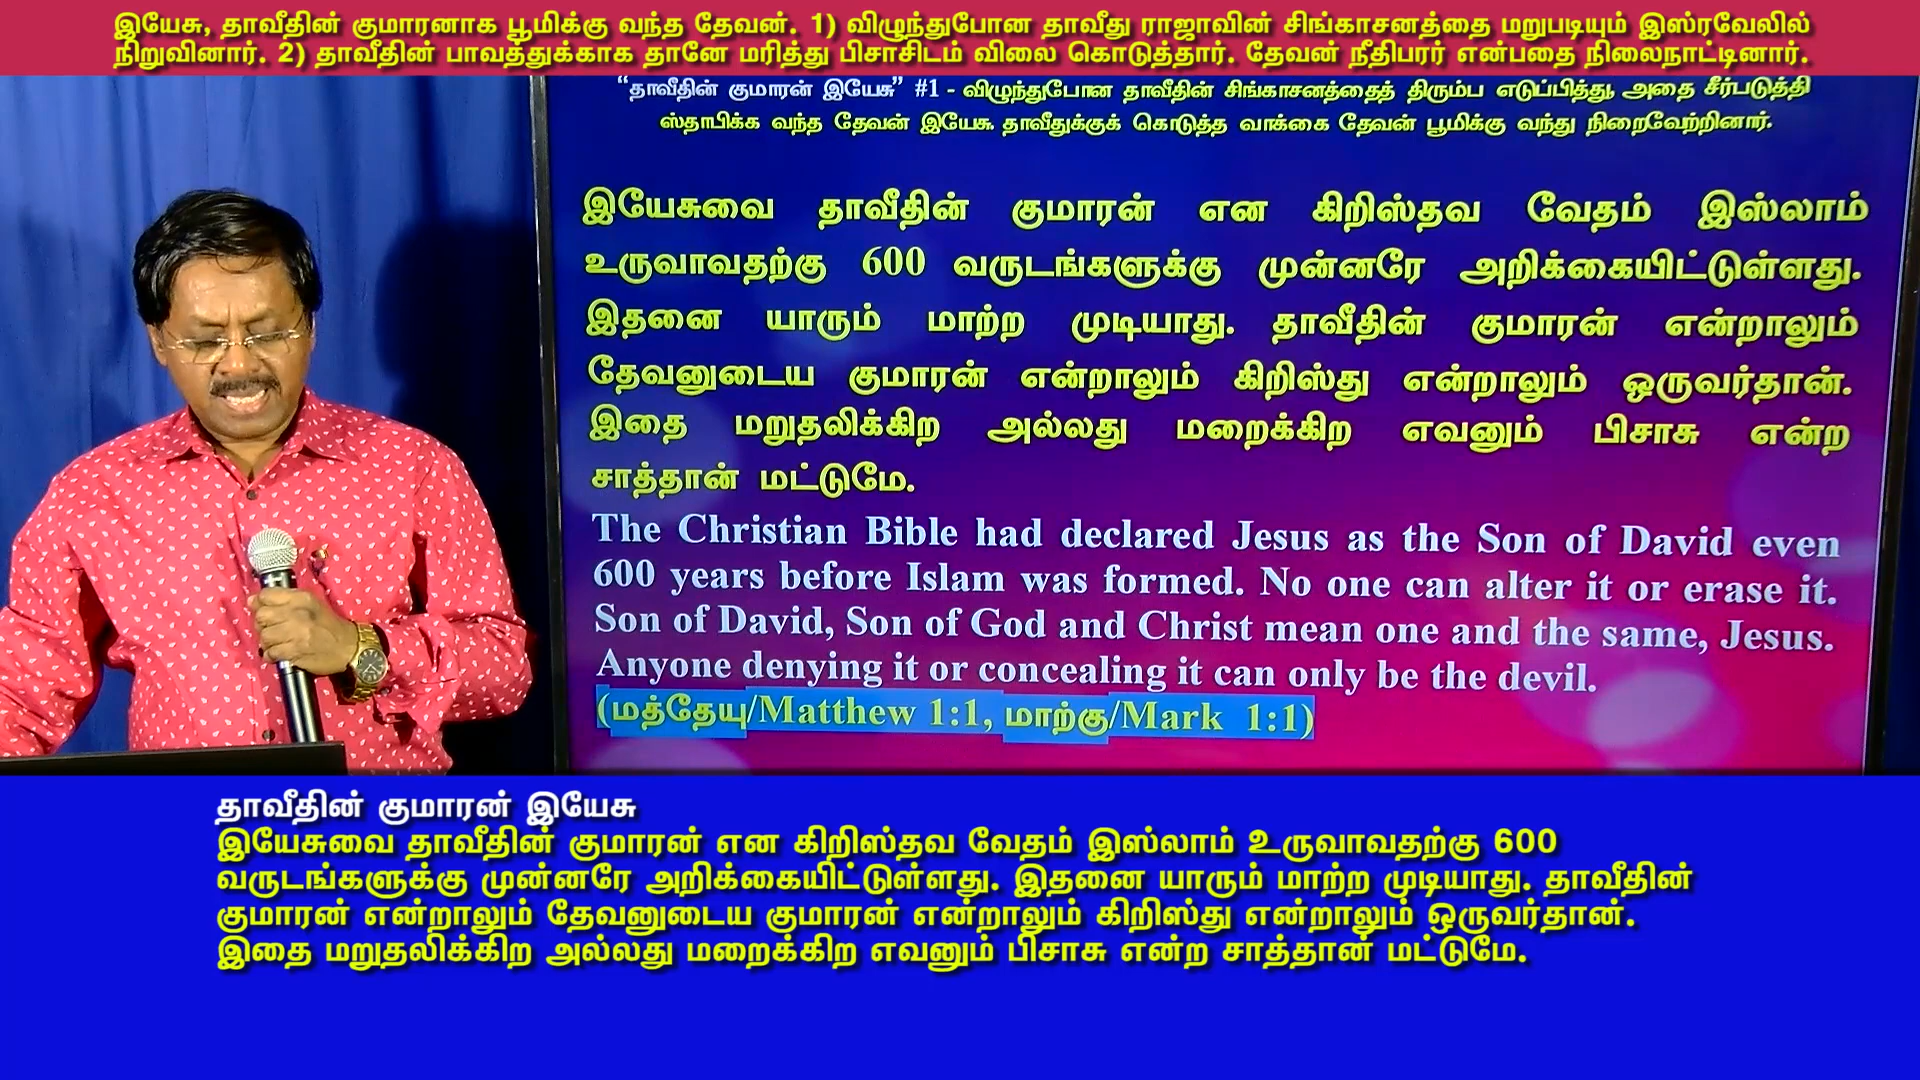 இயேசு, தாவீதின் குமாரனாக பூமிக்கு வந்த தேவன். 1) விழுந்துபோன தாவீது ராஜாவின் சிங்காசனத்தை மறுபடியும் இஸ்ரவேலில்
நிறுவினார். 2) தாவீதின் பாவத்துக்காக தானே மரித்து பிசாசிடம் விலை கொடுத்தார். தேவன் நீதிபரர் என்பதை நிலைநாட்டினார்.
“தாவீதின் குமாரன் இயேசு” #1 - விழுந்துபோன தாவீதின் சிங்காசனத்தைத் திரும்ப எடுப்பித்து, அதை சீர்படுத்தி
ஸ்தாபிக்க வந்த தேவன் இயேசு. தாவீதுக்குக் கொடுத்த வாக்கை தேவன் பூமிக்கு வந்து நிறைவேற்றினார்.
இயேசுவை தாவீதின் குமாரன் என கிறிஸ்தவ வேதம் இஸ்லாம்
உருவாவதற்கு 600 வருடங்களுக்கு முன்னரே அறிக்கையிட்டுள்ளது.
இதனை யாரும் மாற்ற முடியாது. தாவீதின் குமாரன் என்றாலும்
தேவனுடைய குமாரன் என்றாலும் கிறிஸ்து என்றாலும் ஒருவர்தான்.
இதை மறுதலிக்கிற அல்லது மறைக்கிற எவனும் பிசாசு என்ற
சாத்தான் மட்டுமே.
The Christian Bible had declared Jesus as the Son of David even
600 years before Islam was formed. No one can alter it or erase it.
Son of David, Son of God and Christ mean one and the same, Jesus.
Anyone denying it or concealing it can only be the devil.
(மத்தேயு/Matthew 1:1, மாற்கு/Mark 1:1)
தாவீதின் குமாரன் இயேசு
இயேசுவை தாவீதின் குமாரன் என கிறிஸ்தவ வேதம் இஸ்லாம் உருவாவதற்கு 600
வருடங்களுக்கு முன்னரே அறிக்கையிட்டுள்ளது. இதனை யாரும் மாற்ற முடியாது. தாவீதின்
குமாரன் என்றாலும் தேவனுடைய குமாரன் என்றாலும் கிறிஸ்து என்றாலும் ஒருவர்தான்.
இதை மறுதலிக்கிற அல்லது மறைக்கிற எவனும் பிசாசு என்ற சாத்தான் மட்டுமே.